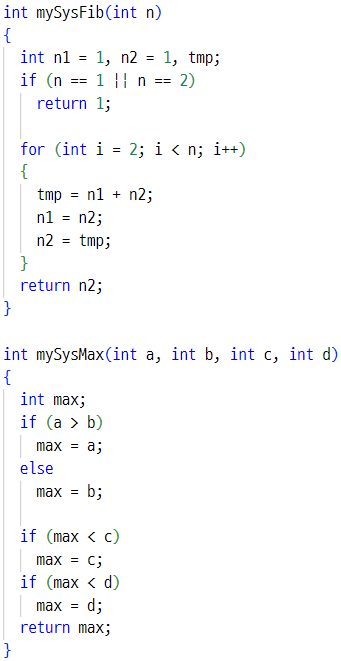 int mySysFib(int n)
{
  int n1 = 1, n2 = 1, tmp;
  if (n == 1 || n == 2)
    return 1;

  for (int i = 2; i < n; i++)
  {
    tmp = n1 + n2;
    n1 = n2;
    n2 = tmp;
  }
  return n2;
}

int mySysMax(int a, int b, int c, int d)
{
  int max;
  if (a > b)
    max = a;
  else
    max = b;

  if (max < c)
    max = c;
  if (max < d)
    max = d;
  return max;
}